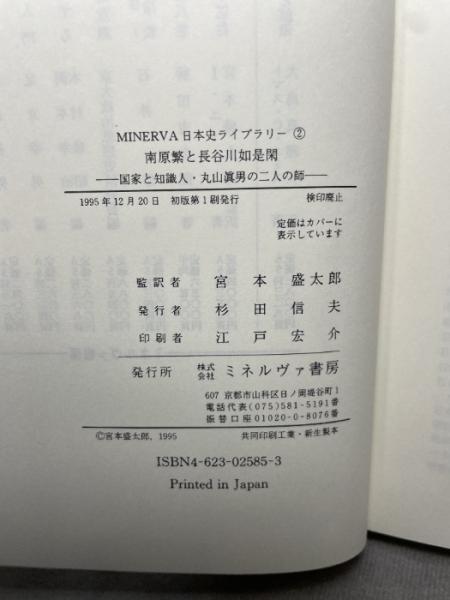 MINERVA 日本史ライブラリー ②
南原繁と長谷川如是閑
――国家と知識人・丸山眞男の二人の師――
1995年12月20日 初版第1刷発行 検印廃止
定価はカバーに
表示しています
監訳者 宮本盛太郎
発行者 杉田信夫
印刷者 江戸宏介
発行所 株式会社 ミネルヴァ書房
607 京都市山科区日ノ岡堤谷町1
電話代表(075)581-5191番
振替口座01020-0-8076番
©宮本盛太郎, 1995 共同印刷工業・新生製本
ISBN4-623-02585-3
Printed in Japan